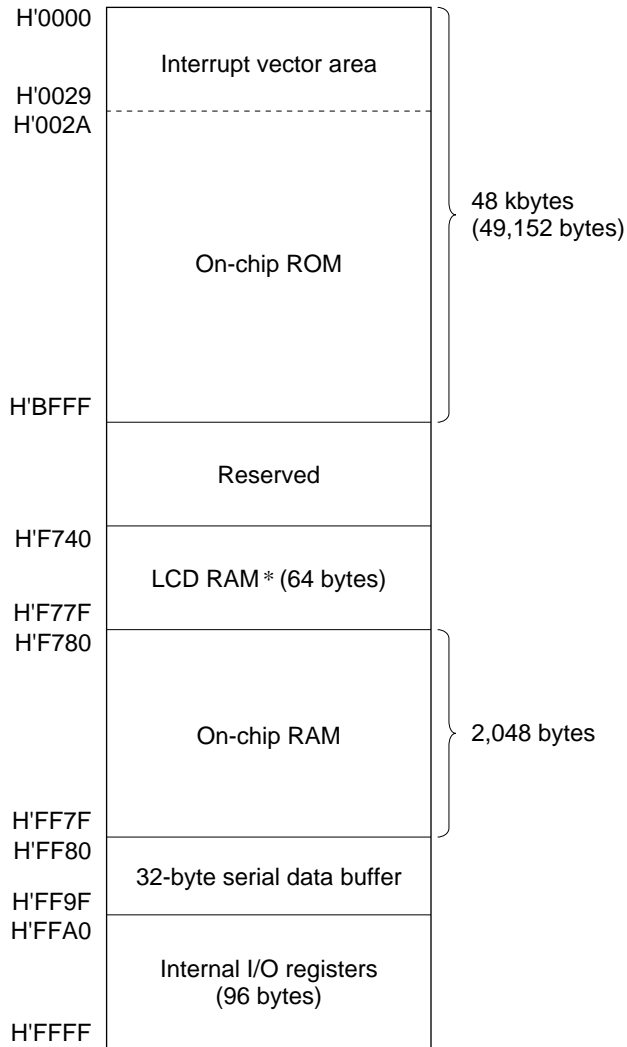 H'0000
Interrupt vector area
H'0029
H'002A
48 kbytes
(49,152 bytes)
On-chip ROM
H'BFFF
Reserved
H'F740
LCD RAM* (64 bytes)
H'F77F
H'F780
On-chip RAM
2,048 bytes
H'FF7F
H'FF80
32-byte serial data buffer
H'FF9F
H'FFA0
Internal I/O registers
(96 bytes)
H'FFFF